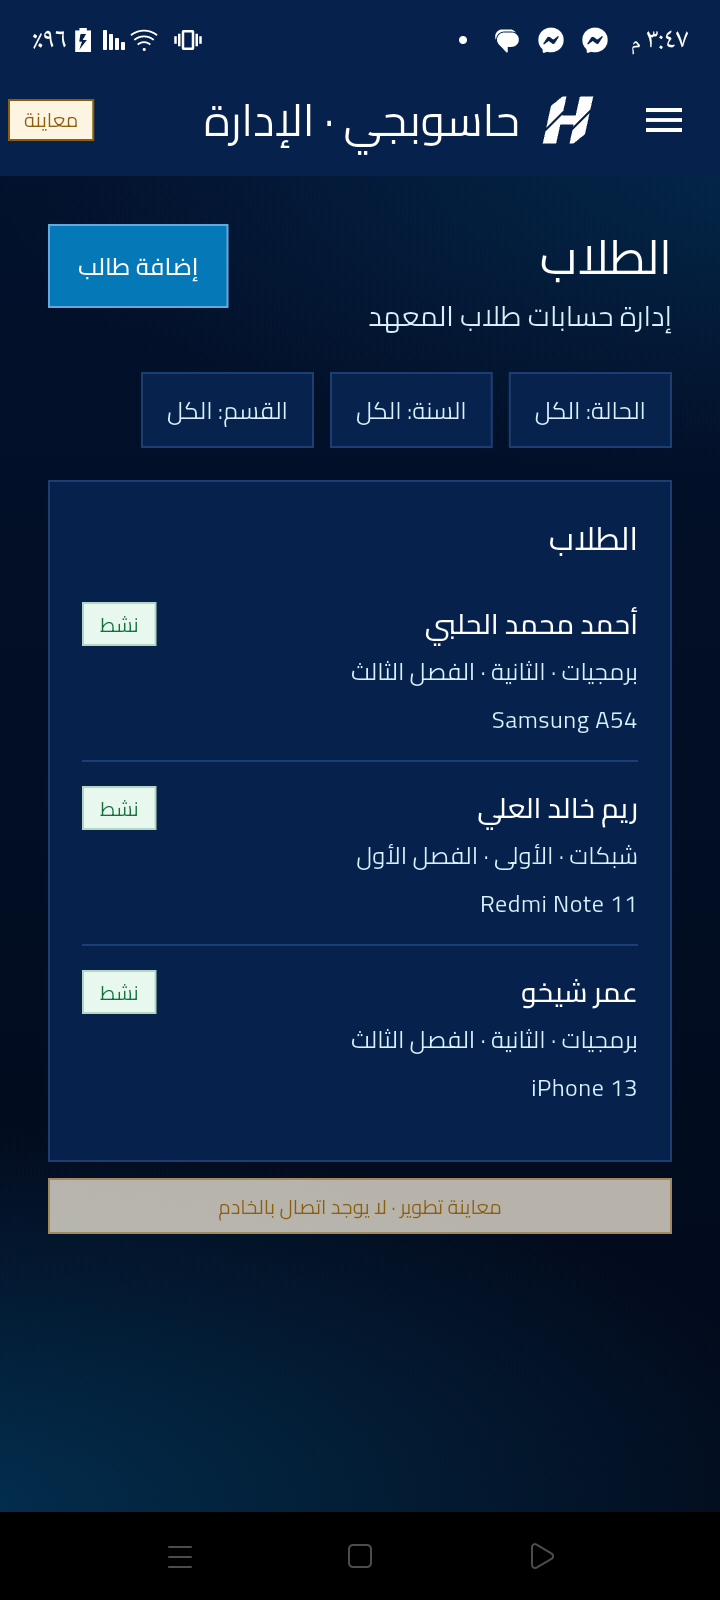 ٣:٤٧ م
٪٩٦
حاسوبجي · الإدارة
معاينة
الطلاب
إضافة طالب
إدارة حسابات طلاب المعهد
الحالة: الكل
السنة: الكل
القسم: الكل
الطلاب
أحمد محمد الحلبي
نشط
برمجيات · الثانية · الفصل الثالث
Samsung A54
ريم خالد العلي
نشط
شبكات · الأولى · الفصل الأول
Redmi Note 11
عمر شيخو
نشط
برمجيات · الثانية · الفصل الثالث
iPhone 13
معاينة تطوير · لا يوجد اتصال بالخادم